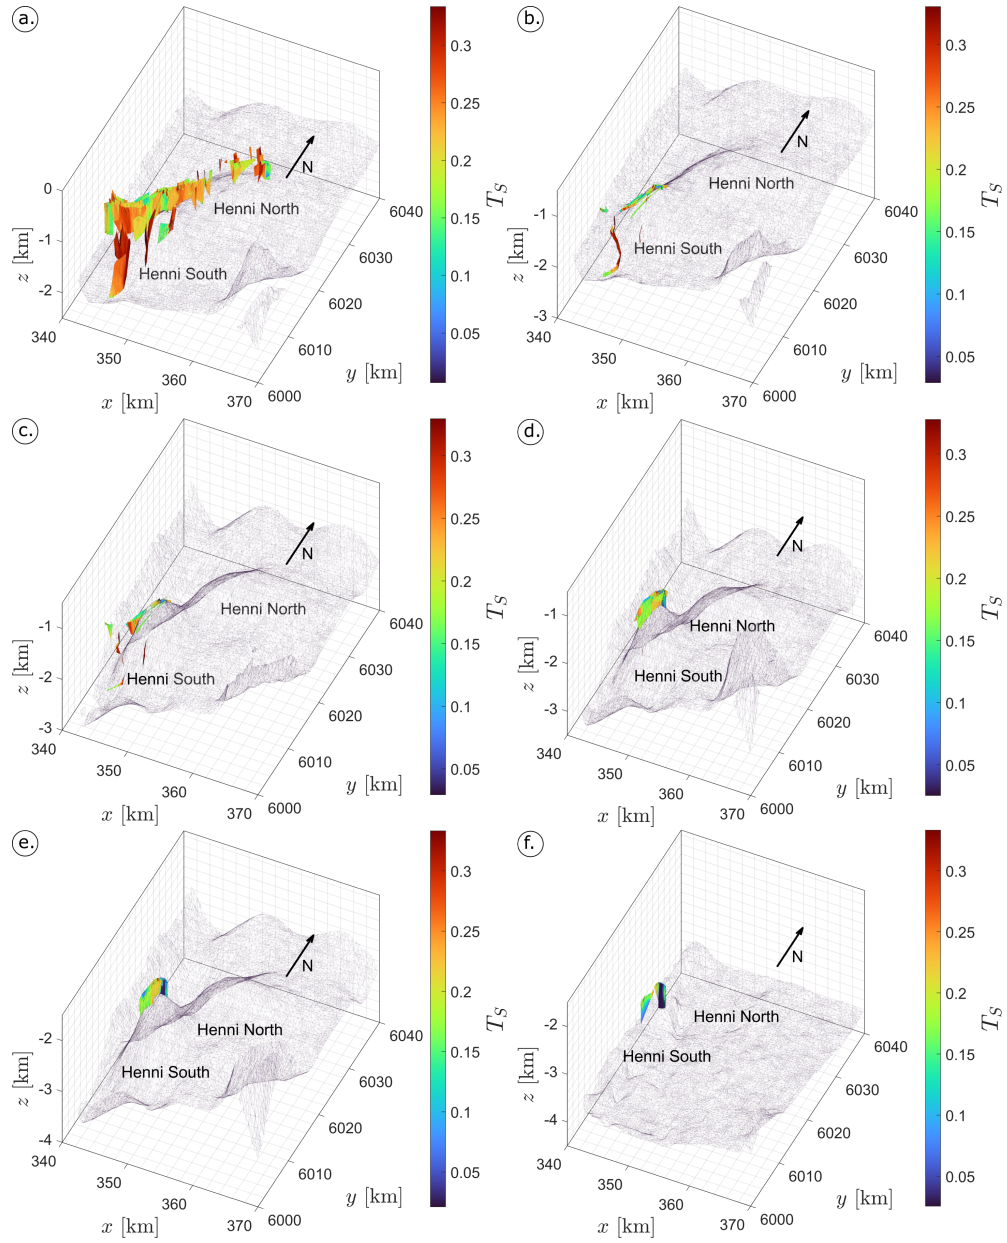 a.
0.3
0.25
0.2
0.15
0.1
0.05
T_S
N
Henni North
Henni South
0
-1
-2
z [km]
340
350
360
370
x [km]
6000
6010
6020
6030
6040
y [km]
b.
0.3
0.25
0.2
0.15
0.1
0.05
T_S
N
Henni North
Henni South
0
-1
-2
-3
z [km]
340
350
360
370
x [km]
6000
6010
6020
6030
6040
y [km]
c.
0.3
0.25
0.2
0.15
0.1
0.05
T_S
N
Henni North
Henni South
-1
-2
-3
z [km]
340
350
360
370
x [km]
6000
6010
6020
6030
6040
y [km]
d.
0.3
0.25
0.2
0.15
0.1
0.05
T_S
N
Henni North
Henni South
-1
-2
-3
z [km]
340
350
360
370
x [km]
6000
6010
6020
6030
6040
y [km]
e.
0.3
0.25
0.2
0.15
0.1
0.05
T_S
N
Henni North
Henni South
-2
-3
-4
z [km]
340
350
360
370
x [km]
6000
6010
6020
6030
6040
y [km]
f.
0.3
0.25
0.2
0.15
0.1
0.05
T_S
N
Henni North
Henni South
-2
-3
-4
z [km]
340
350
360
370
x [km]
6000
6010
6020
6030
6040
y [km]